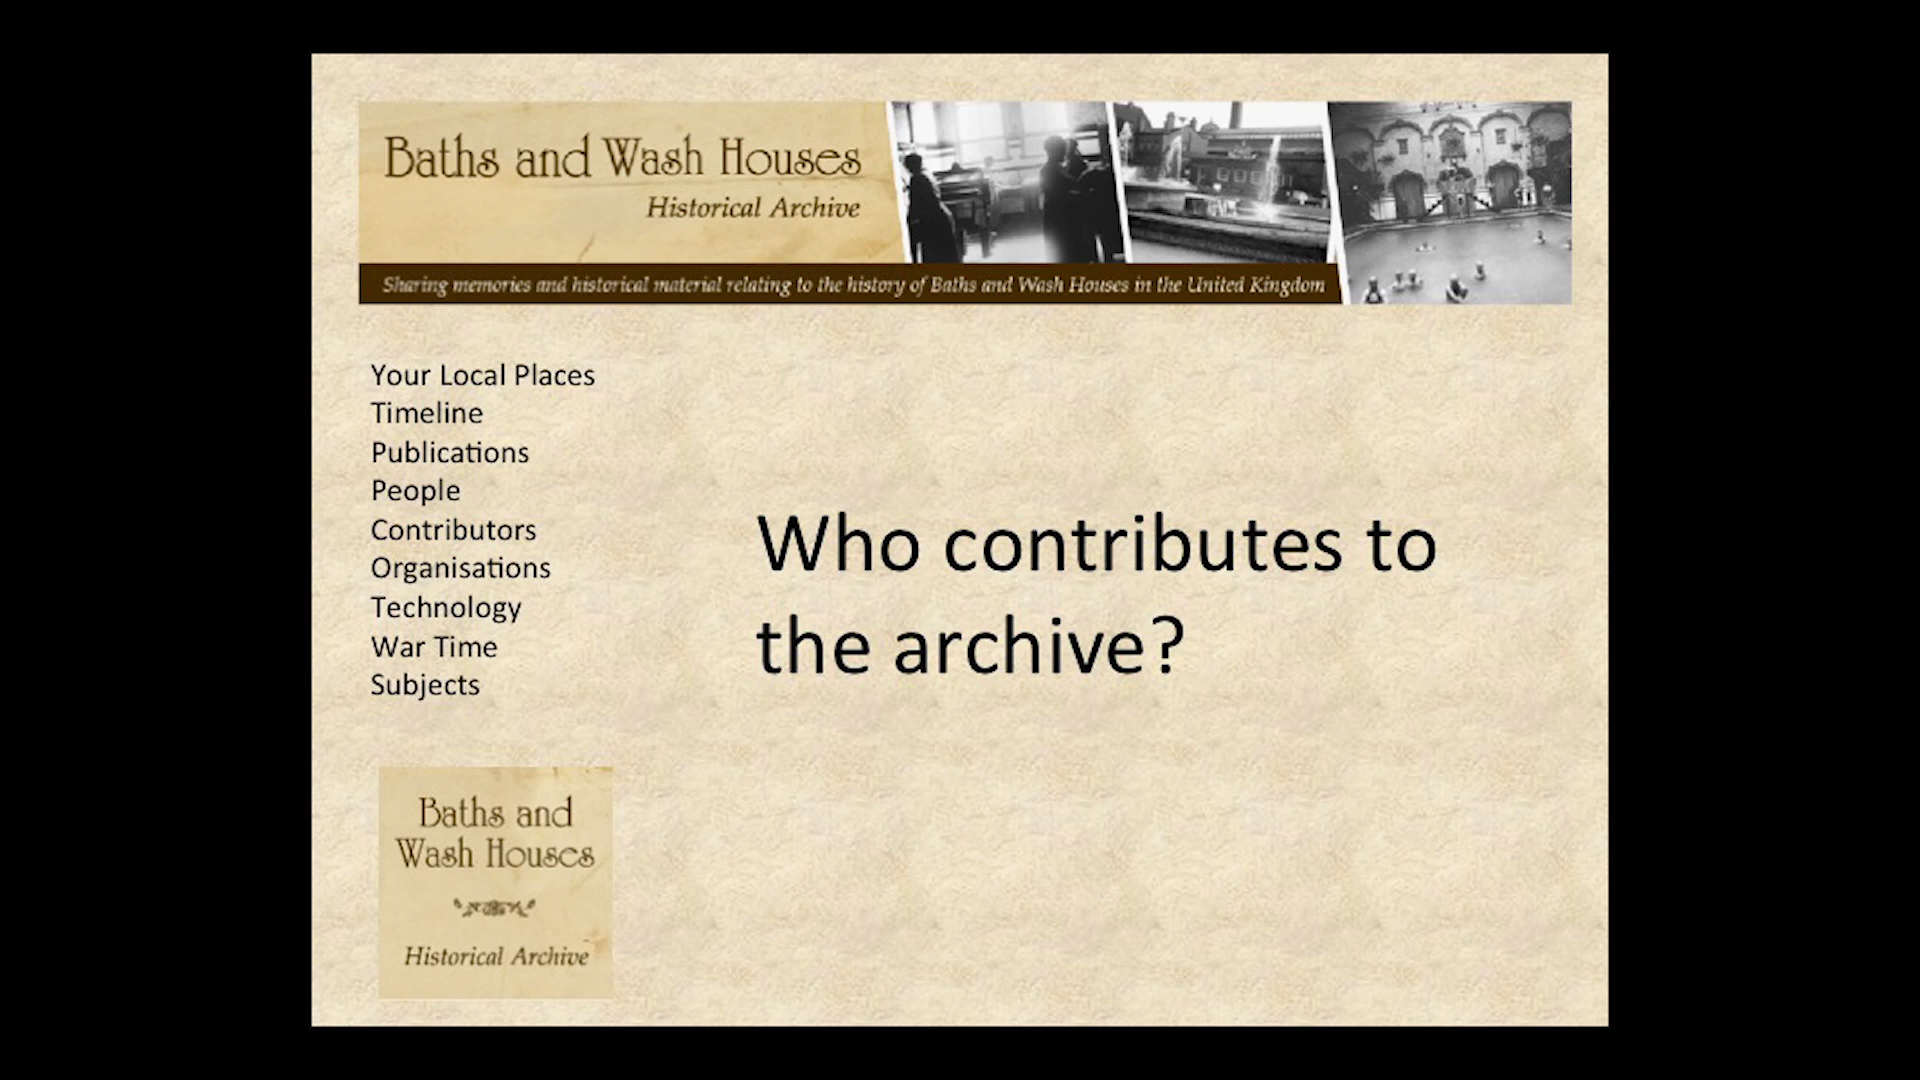 Baths and Wash Houses
Historical Archive
Sharing memories and historical material relating to the history of Baths and Wash Houses in the United Kingdom
Your Local Places
Timeline
Publications
People
Contributors
Organisations
Technology
War Time
Subjects
Who contributes to
the archive?
Baths and
Wash Houses
Historical Archive